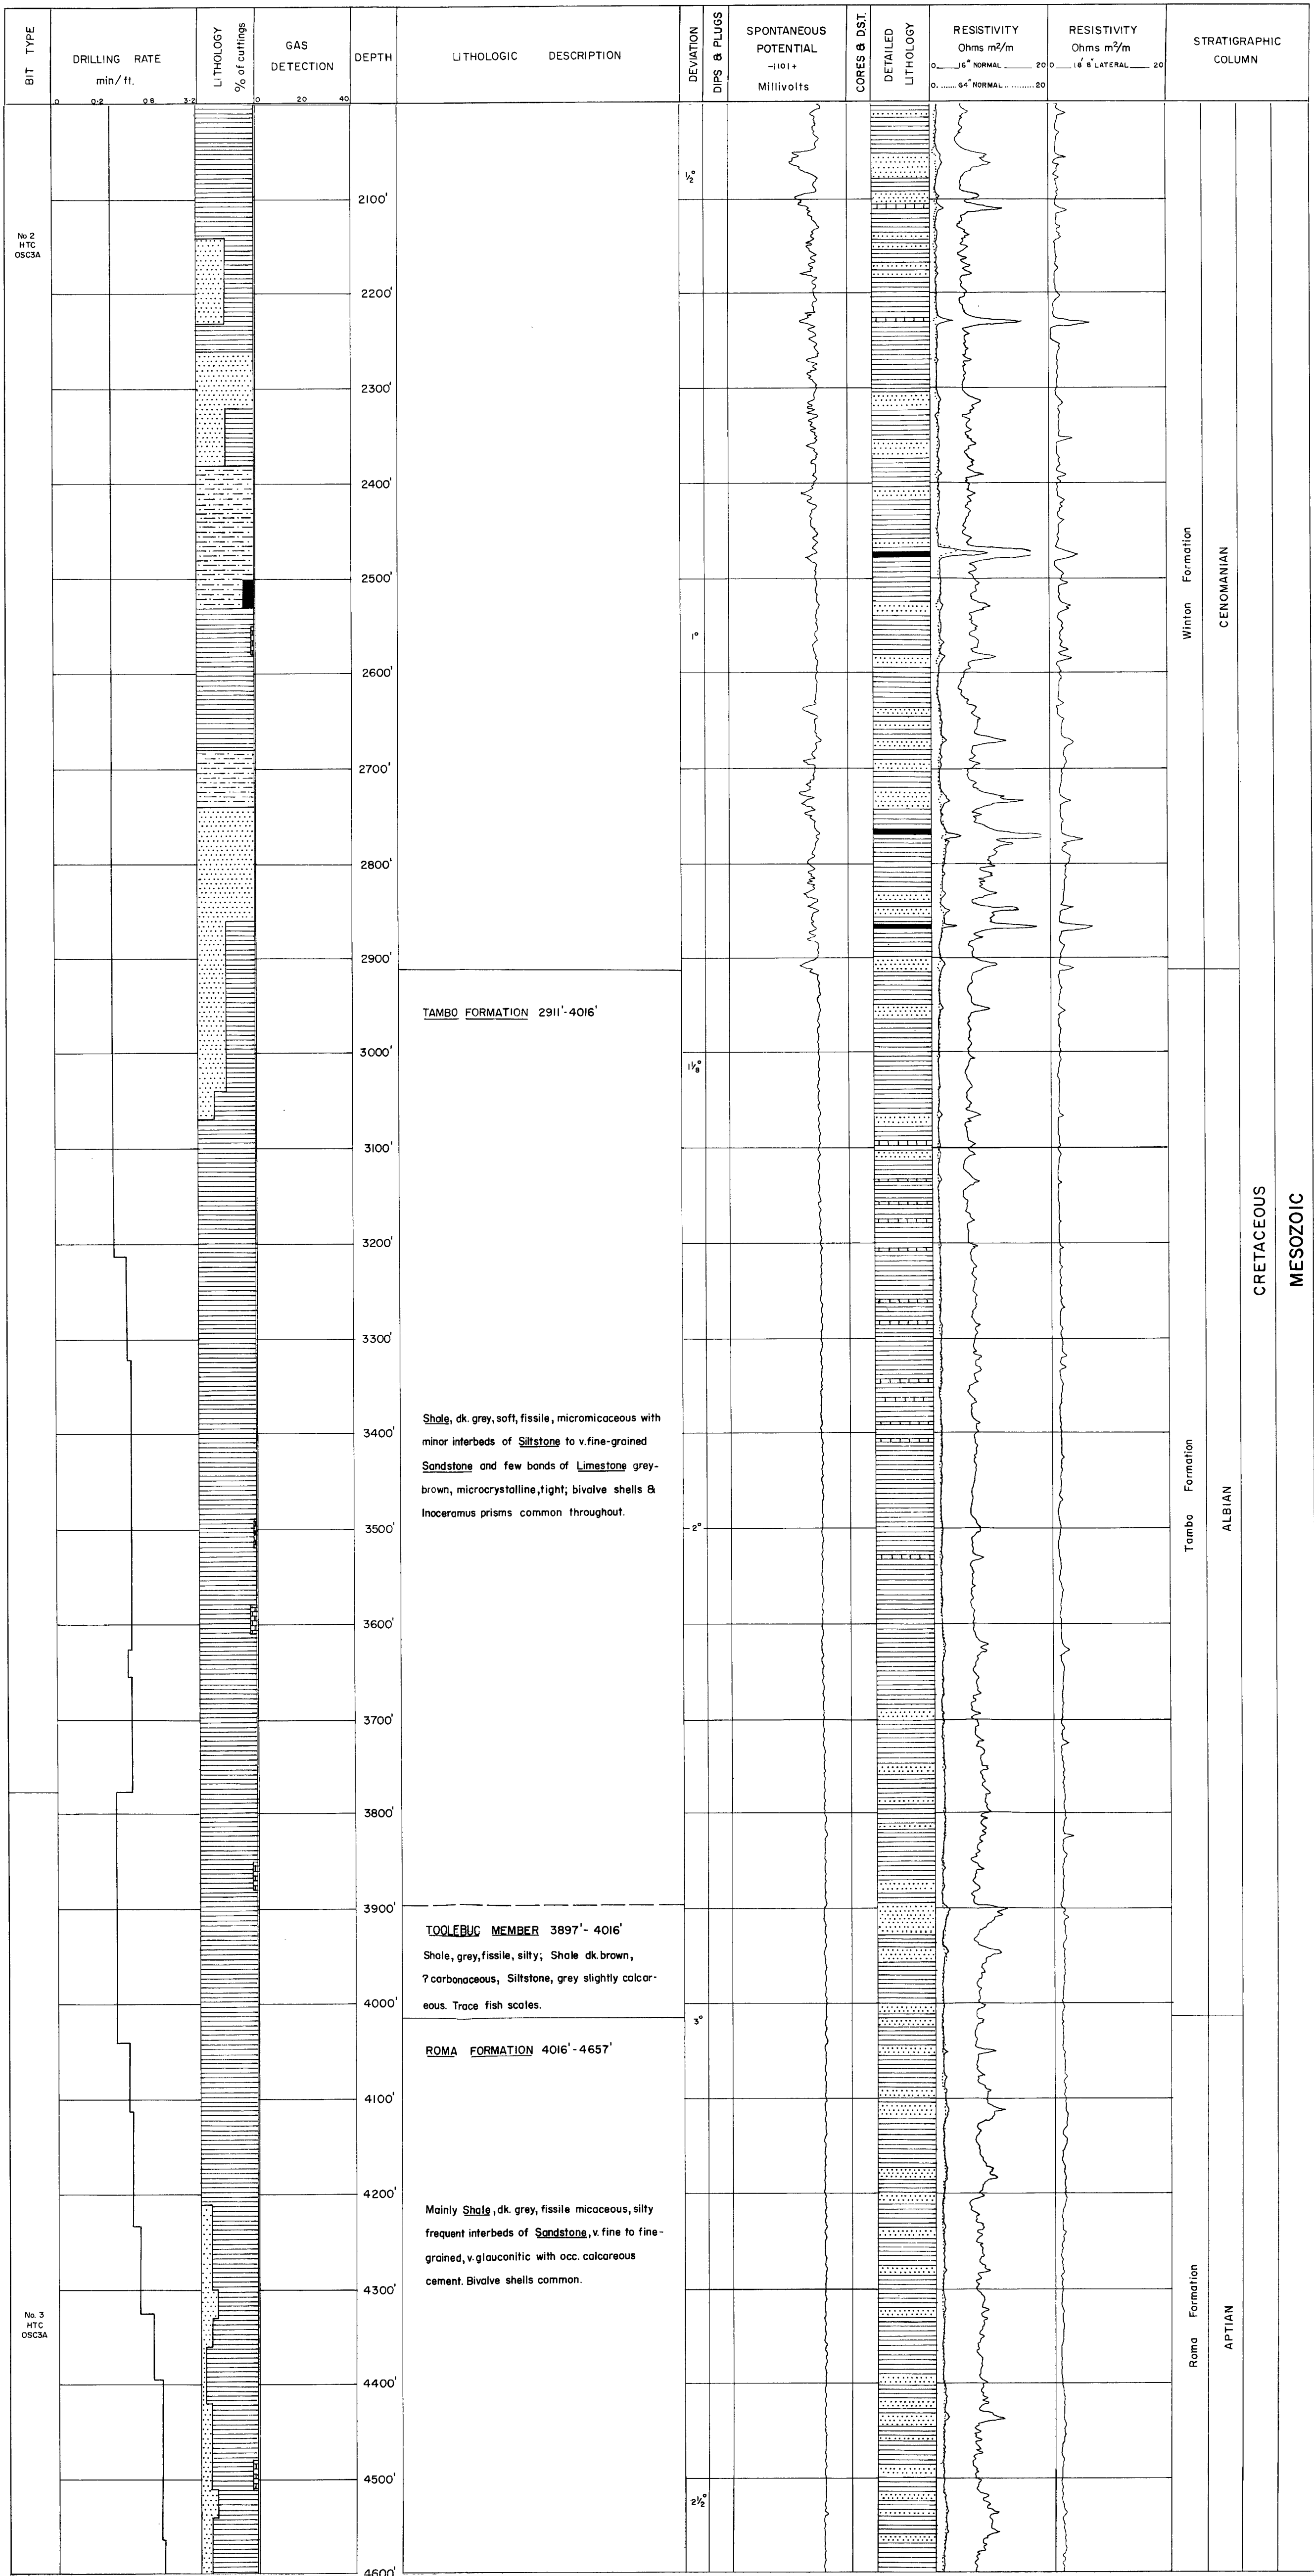 BIT TYPE
DRILLING RATE
min/ft.
0 0·2 0·8 3·2
LITHOLOGY
% of cuttings
GAS
DETECTION
0 20 40
DEPTH
LITHOLOGIC DESCRIPTION
DEVIATION
DIPS & PLUGS
SPONTANEOUS
POTENTIAL
-|10|+
Millivolts
CORES & D.S.T.
DETAILED
LITHOLOGY
RESISTIVITY
Ohms m²/m
0 16" NORMAL 20
0 64" NORMAL 20
RESISTIVITY
Ohms m²/m
0 18' 8" LATERAL 20
STRATIGRAPHIC
COLUMN
½°
2100'
No 2
HTC
OSC3A
2200'
2300'
2400'
2500'
Winton Formation
CENOMANIAN
1°
2600'
2700'
2800'
2900'
TAMBO FORMATION 2911'-4016'
3000'
1⅛°
3100'
3200'
CRETACEOUS
MESOZOIC
3300'
3400'
Shale, dk. grey, soft, fissile, micromicaceous with
minor interbeds of Siltstone to v.fine-grained
Sandstone and few bands of Limestone grey-
brown, microcrystalline, tight; bivalve shells &
Inoceramus prisms common throughout.
Tambo Formation
ALBIAN
3500'
2°
3600'
3700'
3800'
3900'
TOOLEBUC MEMBER 3897'- 4016'
Shale, grey, fissile, silty; Shale dk. brown,
? carbonaceous, Siltstone, grey slightly calcar-
eous. Trace fish scales.
4000'
3°
ROMA FORMATION 4016'-4657'
4100'
4200'
Mainly Shale, dk. grey, fissile micaceous, silty
frequent interbeds of Sandstone, v. fine to fine-
grained, v. glauconitic with occ. calcareous
cement. Bivalve shells common.
4300'
No. 3
HTC
OSC3A
Roma Formation
APTIAN
4400'
4500'
2½°
4600'